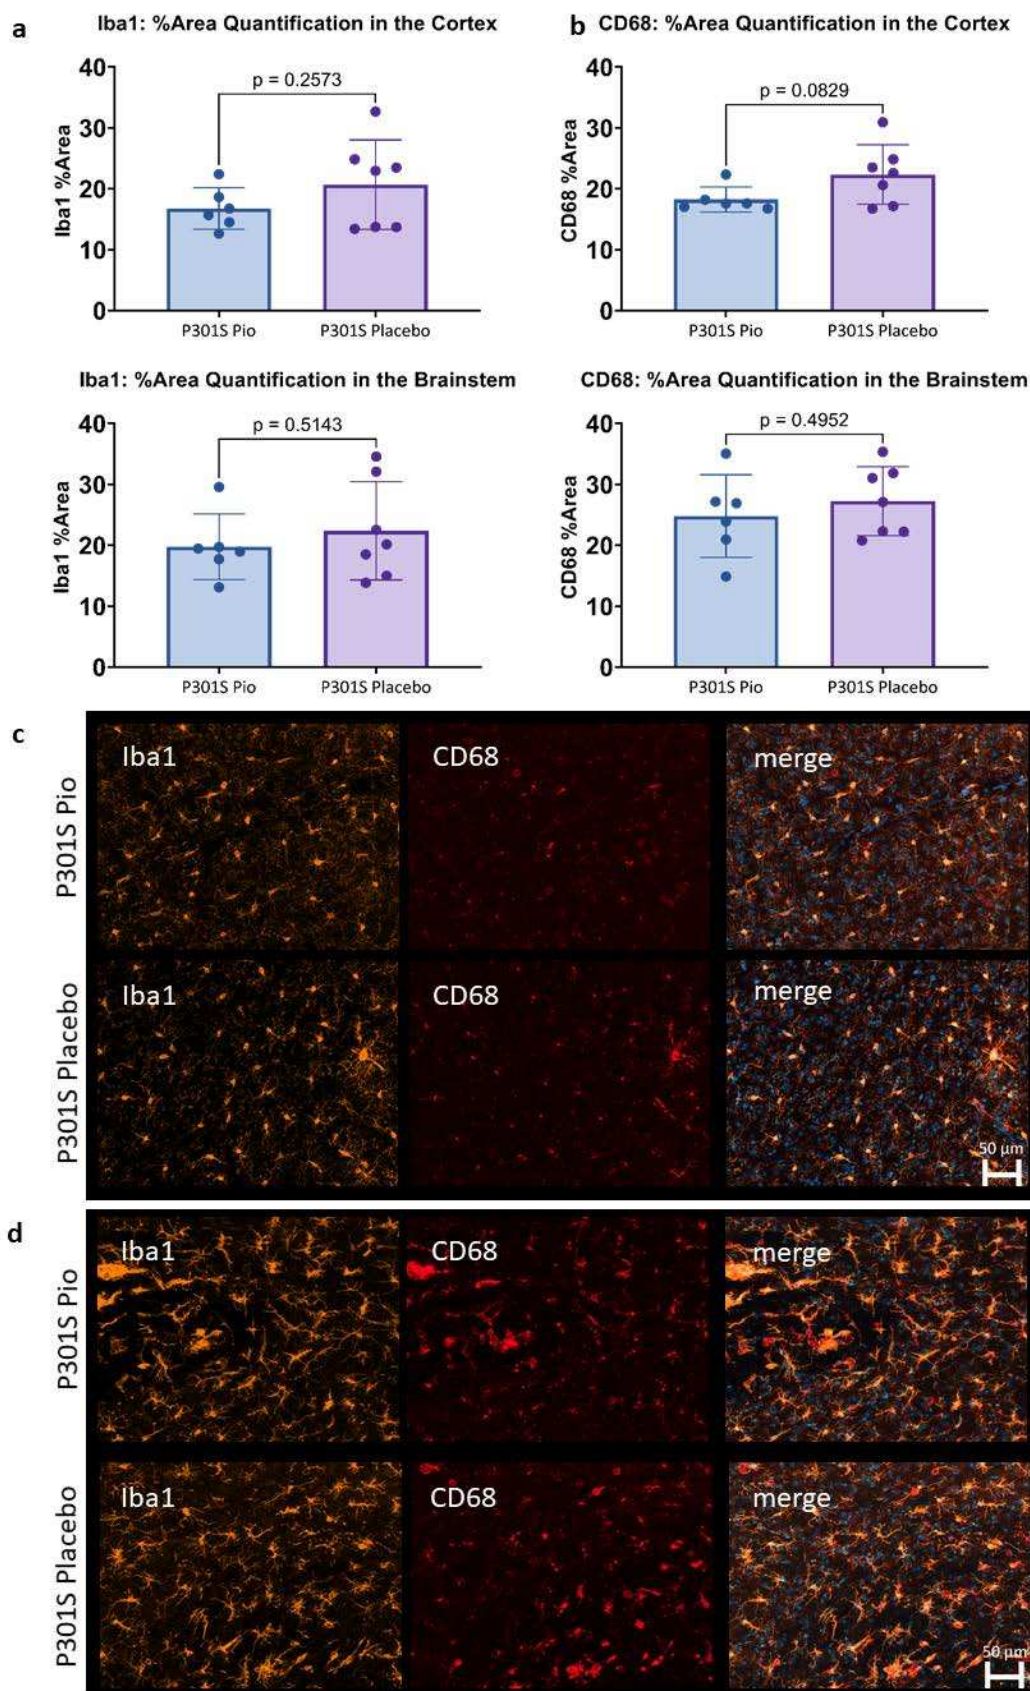 a
Iba1: %Area Quantification in the Cortex
40
30
20
10
0
Iba1 %Area
p = 0.2573
P301S Pio
P301S Placebo
b
CD68: %Area Quantification in the Cortex
40
30
20
10
0
CD68 %Area
p = 0.0829
P301S Pio
P301S Placebo
Iba1: %Area Quantification in the Brainstem
40
30
20
10
0
Iba1 %Area
p = 0.5143
P301S Pio
P301S Placebo
CD68: %Area Quantification in the Brainstem
40
30
20
10
0
CD68 %Area
p = 0.4952
P301S Pio
P301S Placebo
c
P301S Pio
Iba1
CD68
merge
P301S Placebo
Iba1
CD68
merge
50 µm
d
P301S Pio
Iba1
CD68
merge
P301S Placebo
Iba1
CD68
merge
50 µm